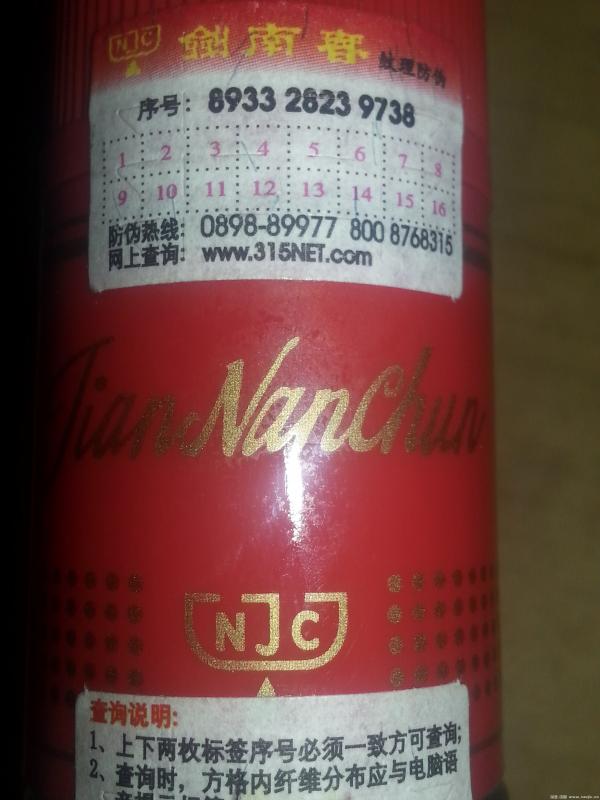 NJC 剑南春 纹理防伪
序号: 8933 2823 9738
1 2 3 4 5 6 7 8
9 10 11 12 13 14 15 16
防伪热线: 0898-89977 800 8768315
网上查询: www.315NET.com
JianNanChun
NJC
查询说明:
1、上下两枚标签序号必须一致方可查询;
2、查询时，方格内纤维分布应与电脑语